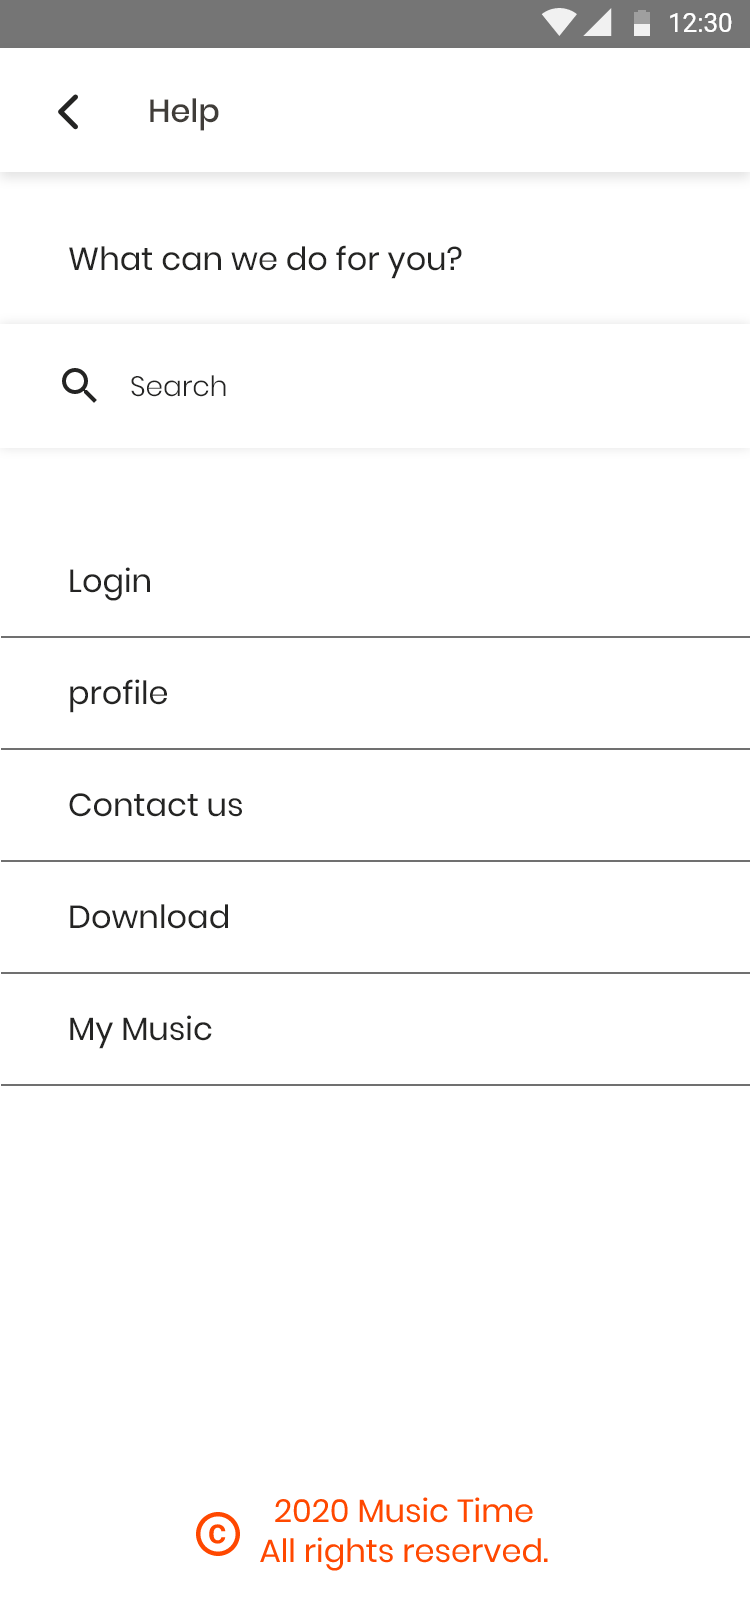 12:30
Help
What can we do for you?
Search
Login
profile
Contact us
Download
My Music
© 2020 Music Time
All rights reserved.